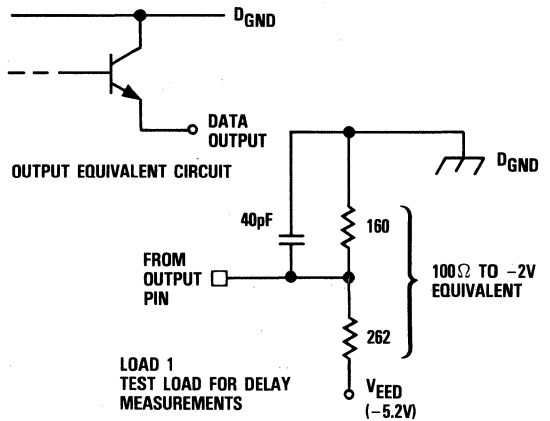 DGND
DATA
OUTPUT
OUTPUT EQUIVALENT CIRCUIT
DGND
40pF
160
FROM
OUTPUT
PIN
100Ω TO −2V
EQUIVALENT
262
LOAD 1
TEST LOAD FOR DELAY
MEASUREMENTS
VEED
(−5.2V)